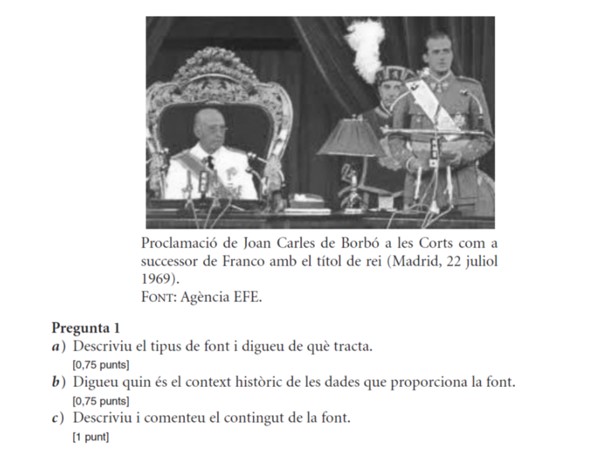 Proclamació de Joan Carles de Borbó a les Corts com a
successor de Franco amb el títol de rei (Madrid, 22 juliol
1969).
FONT: Agència EFE.
Pregunta 1
a) Descriviu el tipus de font i digueu de què tracta.
[0,75 punts]
b) Digueu quin és el context històric de les dades que proporciona la font.
[0,75 punts]
c) Descriviu i comenteu el contingut de la font.
[1 punt]